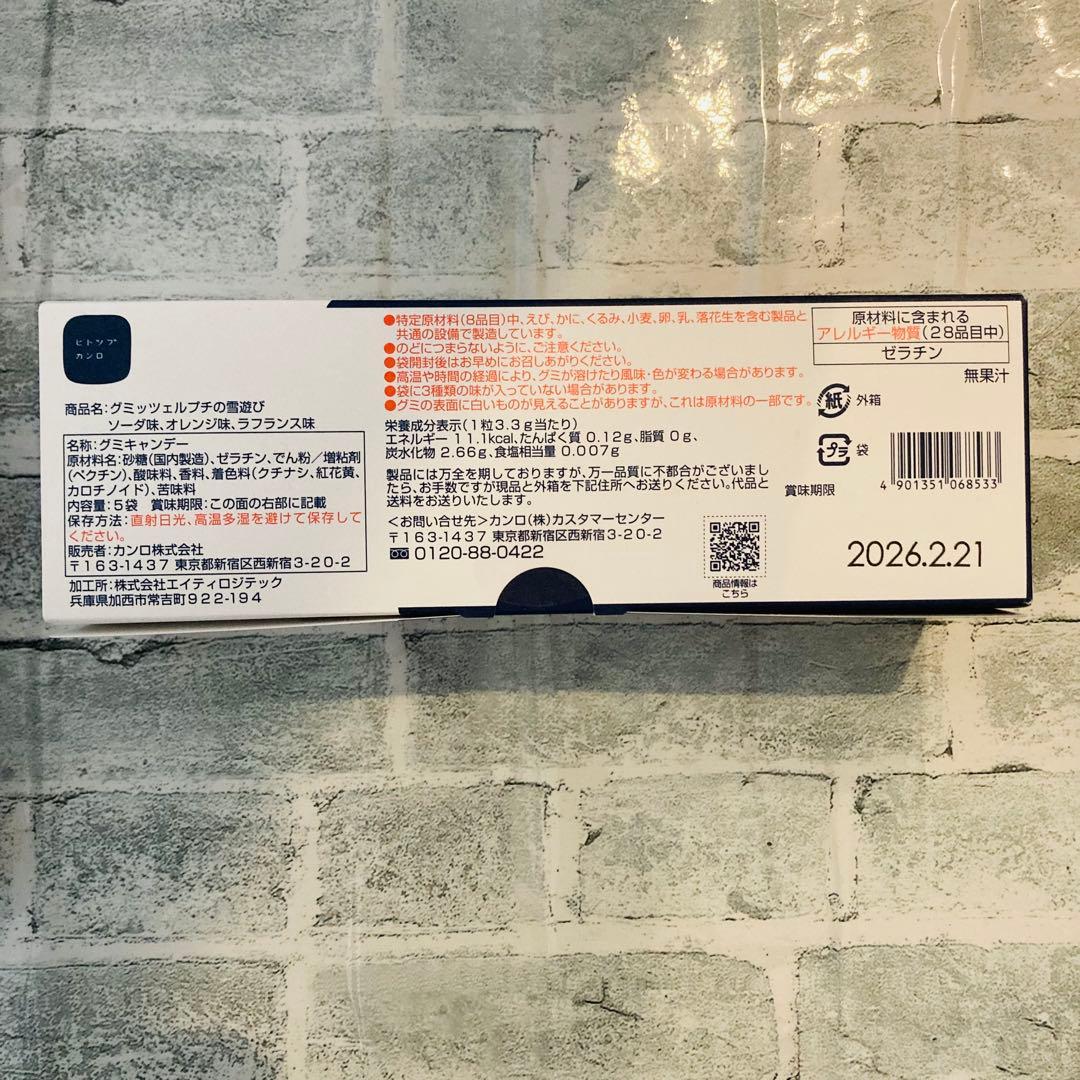 ヒトツブ
カンロ
商品名:グミッツェルプチの雪遊び
ソーダ味、オレンジ味、ラフランス味
名称:グミキャンデー
原材料名:砂糖(国内製造)、ゼラチン、でん粉/増粘剤
(ペクチン)、酸味料、香料、着色料(クチナシ、紅花黄、
カロチノイド)、苦味料
内容量:5袋 賞味期限:この面の右部に記載
保存方法:直射日光、高温多湿を避けて保存して
ください。
販売者:カンロ株式会社
〒163-1437 東京都新宿区西新宿3-20-2
加工所:株式会社エイティロジテック
兵庫県加西市常吉町922-194
●特定原材料(8品目)中、えび、かに、くるみ、小麦、卵、乳、落花生を含む製品と
共通の設備で製造しています。
●のどにつまらないように、ご注意ください。
●袋開封後はお早めにお召しあがりください。
●高温や時間の経過により、グミが溶けたり風味・色が変わる場合があります。
●袋に3種類の味が入っていない場合があります。
●グミの表面に白いものが見えることがありますが、これは原材料の一部です。
栄養成分表示(1粒3.3g当たり)
エネルギー 11.1kcal、たんぱく質 0.12g、脂質 0g、
炭水化物 2.66g、食塩相当量 0.007g
製品には万全を期しておりますが、万一品質に不都合がございまし
たら、お手数ですが現品と外箱を下記住所へお送りください。代品と
送料をお送りいたします。
<お問い合せ先>カンロ(株)カスタマーセンター
〒163-1437 東京都新宿区西新宿3-20-2
0120-88-0422
商品情報は
こちら
原材料に含まれる
アレルギー物質(28品目中)
ゼラチン
無果汁
紙 外箱
プラ 袋
4 901351 068533
賞味期限
2026.2.21